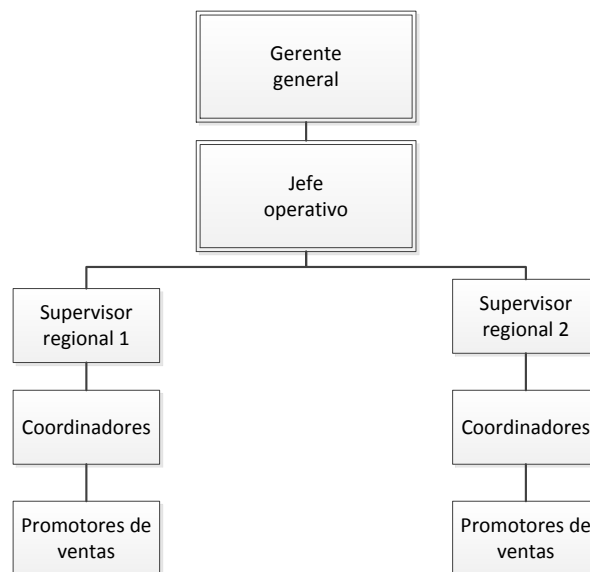 Gerente
general
Jefe
operativo
Supervisor
regional 1
Supervisor
regional 2
Coordinadores
Coordinadores
Promotores de
ventas
Promotores de
ventas